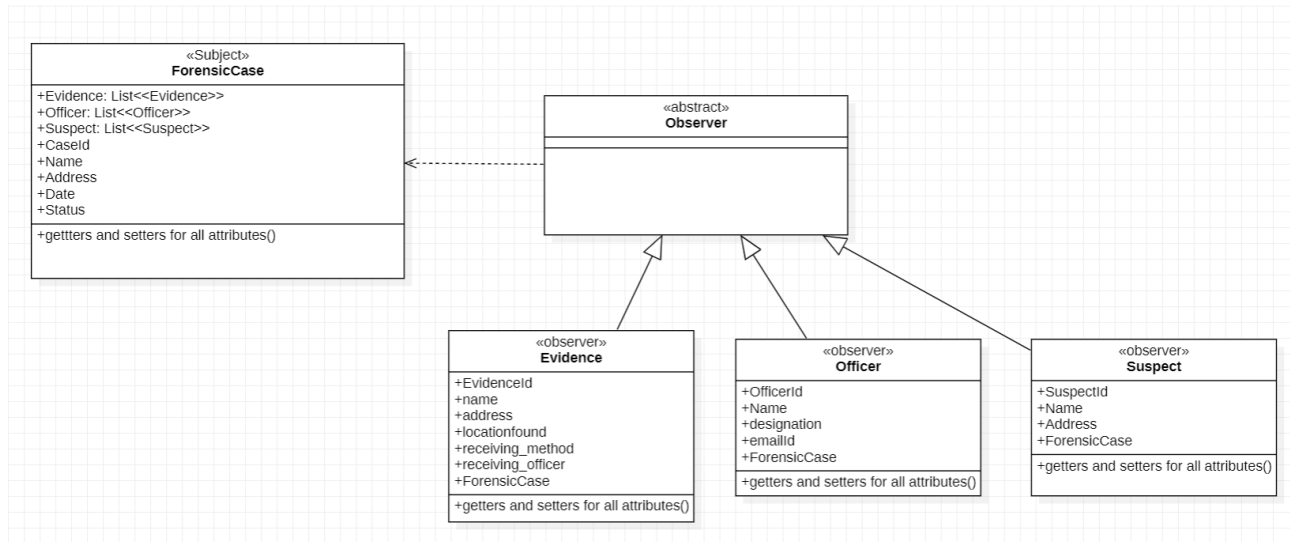 «Subject»
ForensicCase
+Evidence: List<<Evidence>>
+Officer: List<<Officer>>
+Suspect: List<<Suspect>>
+CaseId
+Name
+Address
+Date
+Status
+gettters and setters for all attributes()
«abstract»
Observer
«observer»
Evidence
+EvidenceId
+name
+address
+locationfound
+receiving_method
+receiving_officer
+ForensicCase
+getters and setters for all attributes()
«observer»
Officer
+OfficerId
+Name
+designation
+emailId
+ForensicCase
+getters and setters for all attributes()
«observer»
Suspect
+SuspectId
+Name
+Address
+ForensicCase
+getters and setters for all attributes()